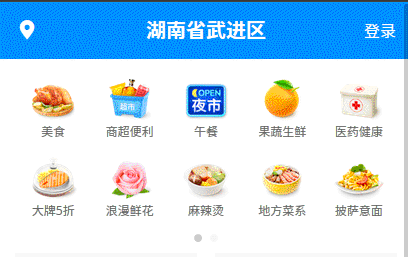 湖南省武进区 登录
超市 OPEN 夜市
美食 商超便利 午餐 果蔬生鲜 医药健康
大牌5折 浪漫鲜花 麻辣烫 地方菜系 披萨意面